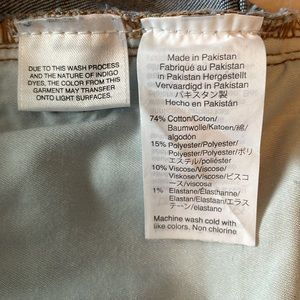 DUE TO THIS WASH PROCESS
AND THE NATURE OF INDIGO
DYES, THE COLOR FROM THIS
GARMENT MAY TRANSFER
ONTO LIGHT SURFACES.
Made in Pakistan
Fabriqué au Pakistan
in Pakistan Hergestellt
Vervaardigd in Pakistan
パキスタン製
Hecho en Pakistán
74% Cotton/Coton/
Baumwolle/Katoen/綿/
algodón
15% Polyester/Polyester/
Polyester/Polyester/ポリ
エステル/poliéster
10% Viscose/Viscose/
Viskose/Viscose/ビスコ
ース/viscosa
1% Elastane/Élasthanne/
Elastan/Elastaan/エラス
テーン/elastano
Machine wash cold with
like colors. Non chlorine